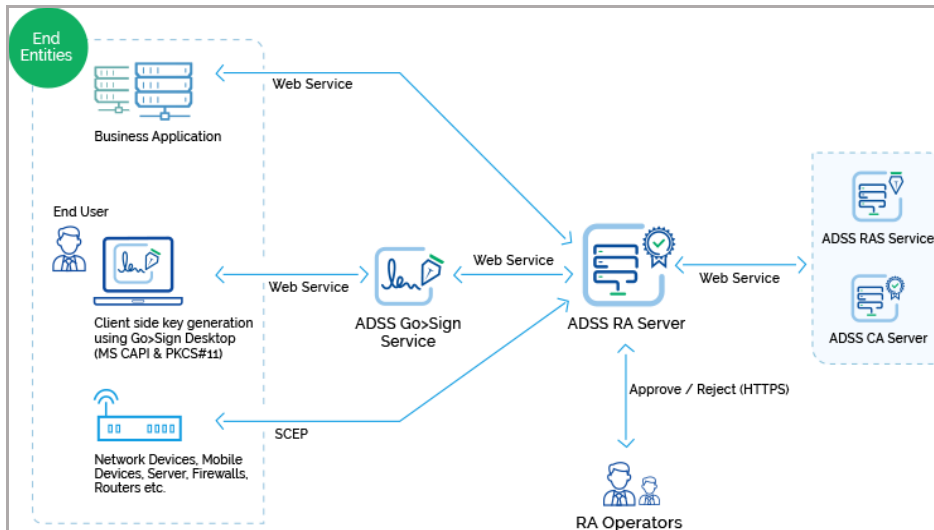 End
Entities
Business Application
Web Service
End User
Client side key generation
using Go>Sign Desktop
(MS CAPI & PKCS#11)
Web Service
ADSS Go>Sign
Service
Web Service
ADSS RA Server
Web Service
ADSS RAS Service
ADSS CA Server
Approve / Reject (HTTPS)
SCEP
Network Devices, Mobile
Devices, Server, Firewalls,
Routers etc.
RA Operators